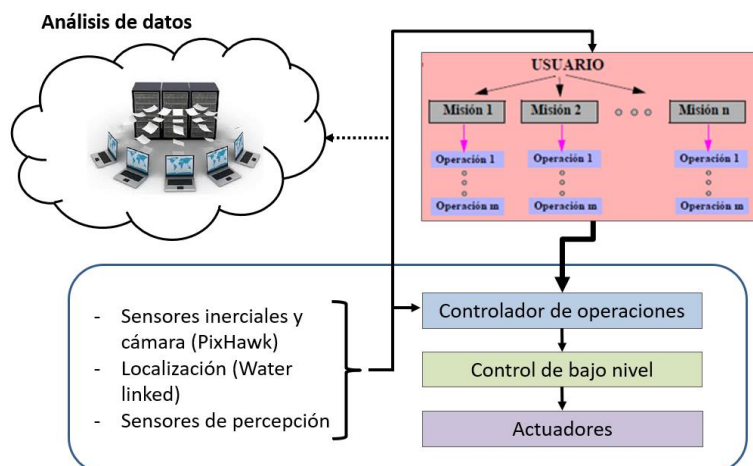 Análisis de datos
USUARIO
Misión 1
Misión 2
Misión n
Operación 1
Operación 1
Operación 1
Operación m
Operación m
Operación m
- Sensores inerciales y
cámara (PixHawk)
- Localización (Water
linked)
- Sensores de percepción
Controlador de operaciones
Control de bajo nivel
Actuadores